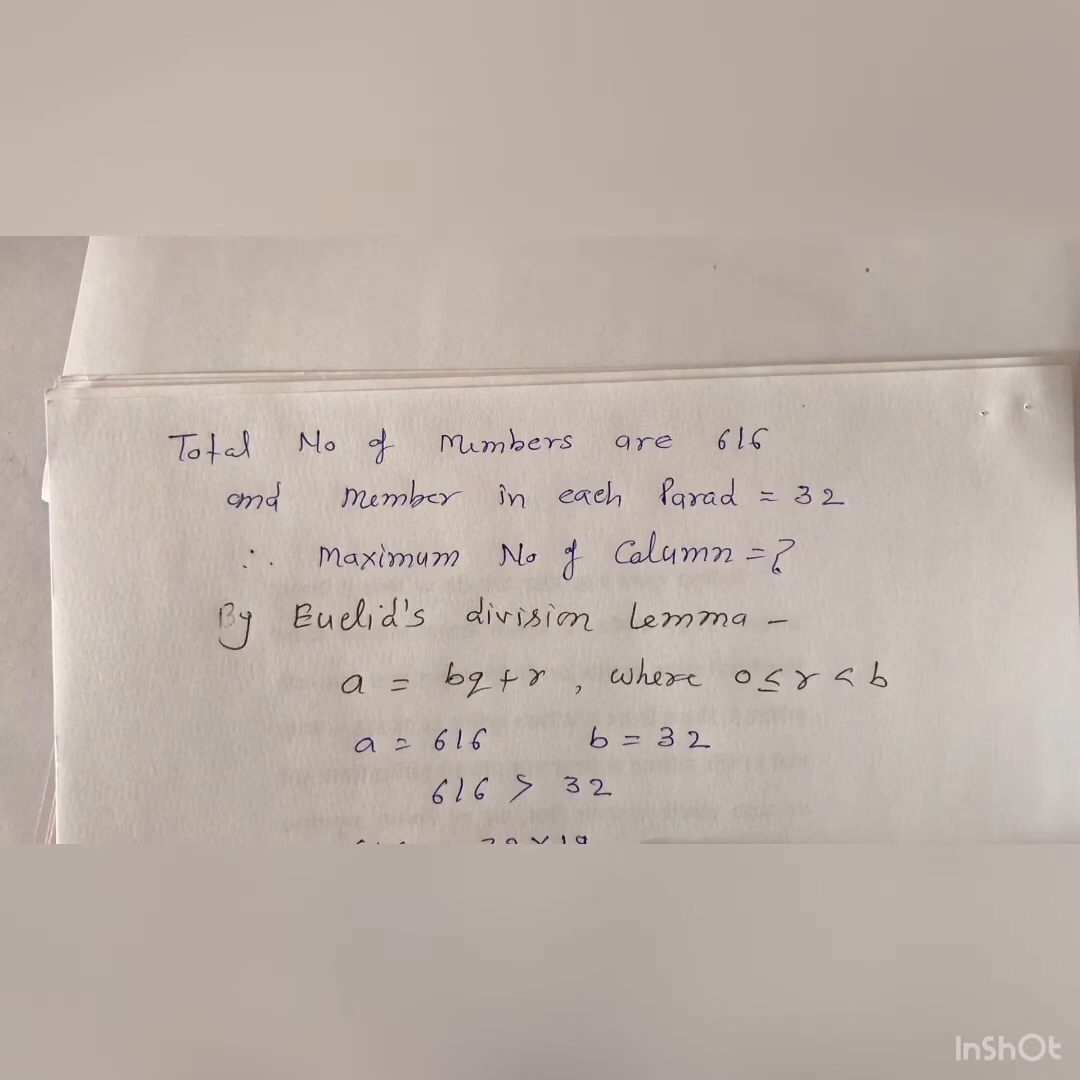 Total No of Mumbers are 616
and Member in each Parad = 32
∴ Maximum No of Column = ?
By Euclid's division Lemma -
a = bq + r , where 0 ≤ r < b
a = 616 b = 32
616 > 32
InShOt